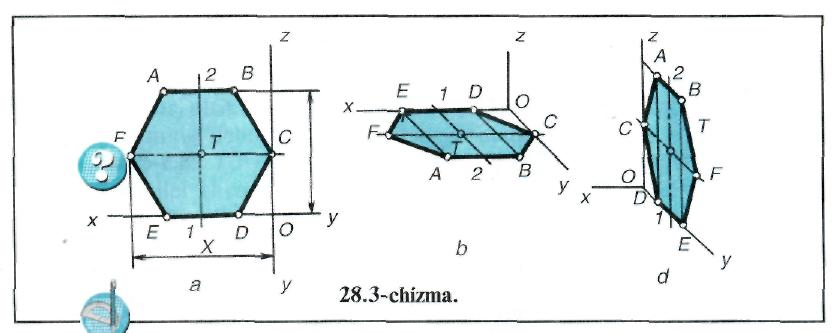 z
A 2 B
F T C
x E 1 D O y
X
a y
z
E 1 D O
x
F T C
A 2 B
y
b
z
A
2
B
C T
F
O
x D
1
E y
d
?
28.3-chizma.